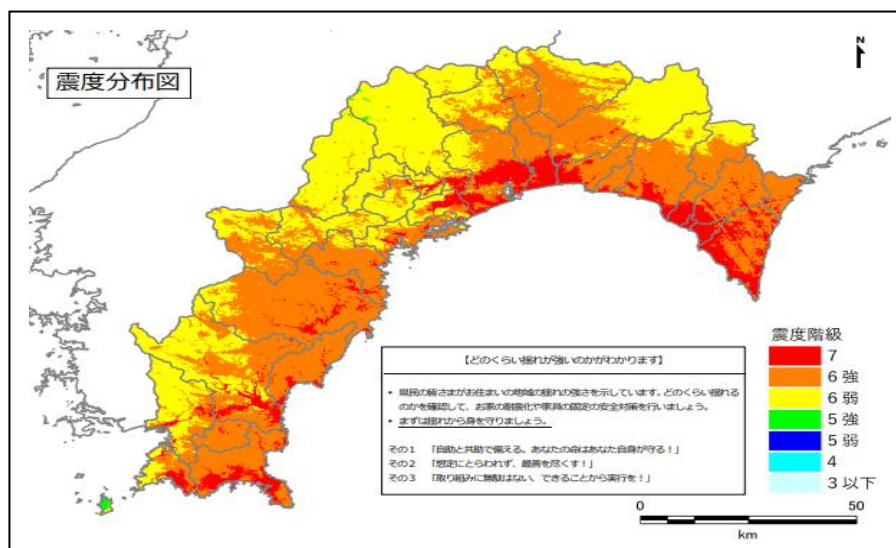 震度分布図
N
【どのくらい揺れが強いのかがわかります】
• 県民の皆さまがお住まいの地域の揺れの強さを示しています。どのくらい揺れる
のかを確認して、お家の耐震化や家具の固定の安全対策を行いましょう。
• まずは揺れから身を守りましょう。
その1 「自助と共助で備える。あなたの命はあなた自身が守る!」
その2 「想定にとらわれず、最善を尽くす!」
その3 「取り組みに無駄はない、できることから実行を!」
震度階級
7
6強
6弱
5強
5弱
4
3以下
0 50
km